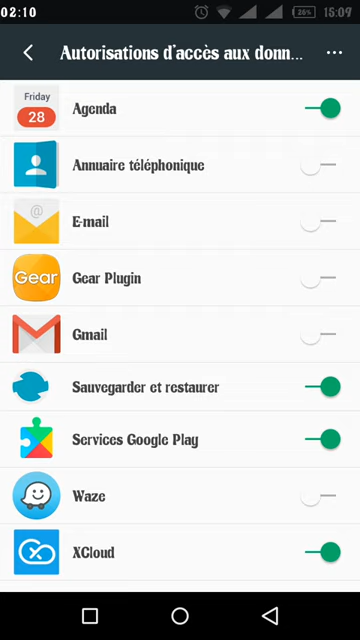 02:10 26% 15:09
Autorisations d'accès aux donn...
Friday
28
Agenda
Annuaire téléphonique
@
E-mail
Gear
Gear Plugin
Gmail
Sauvegarder et restaurer
Services Google Play
Waze
XCloud